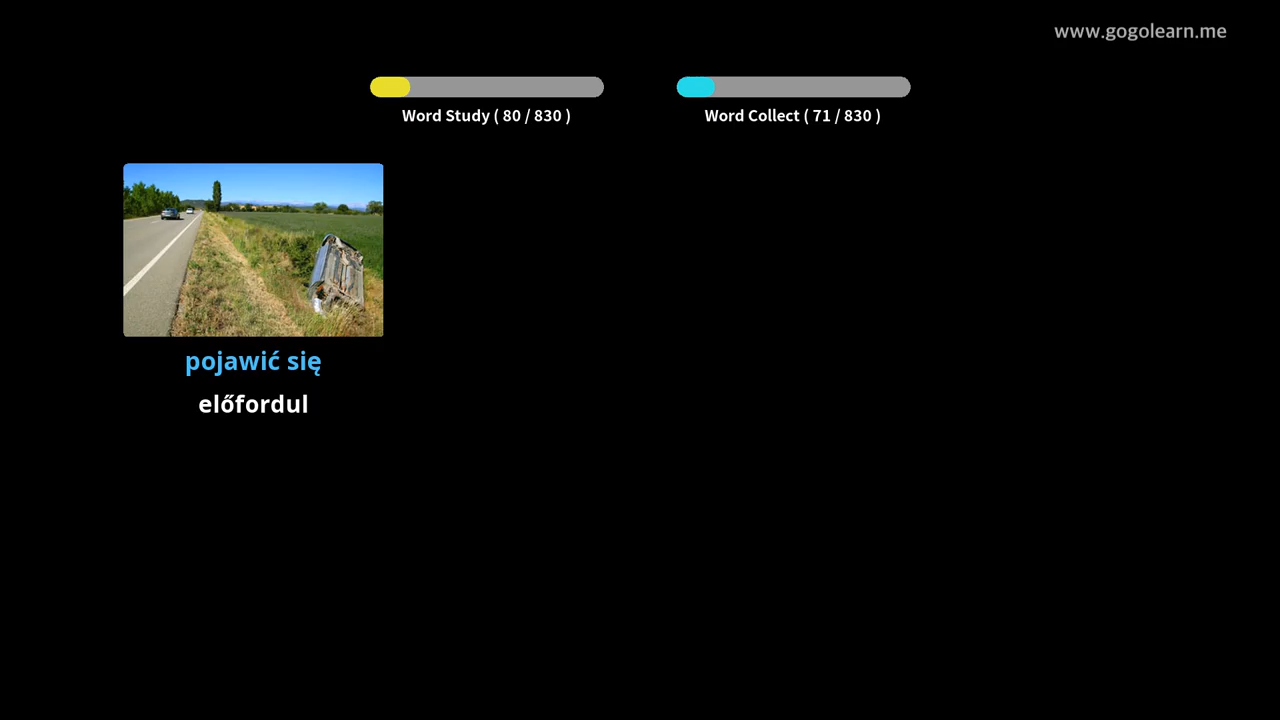 www.gogolearn.me
Word Study ( 80 / 830 )
Word Collect ( 71 / 830 )
pojawić się
előfordul